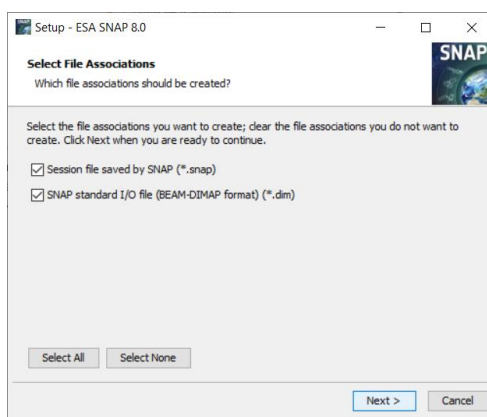 Setup - ESA SNAP 8.0
Select File Associations
Which file associations should be created?
SNAP
Select the file associations you want to create; clear the file associations you do not want to
create. Click Next when you are ready to continue.
Session file saved by SNAP (*.snap)
SNAP standard I/O file (BEAM-DIMAP format) (*.dim)
Select All Select None
Next > Cancel